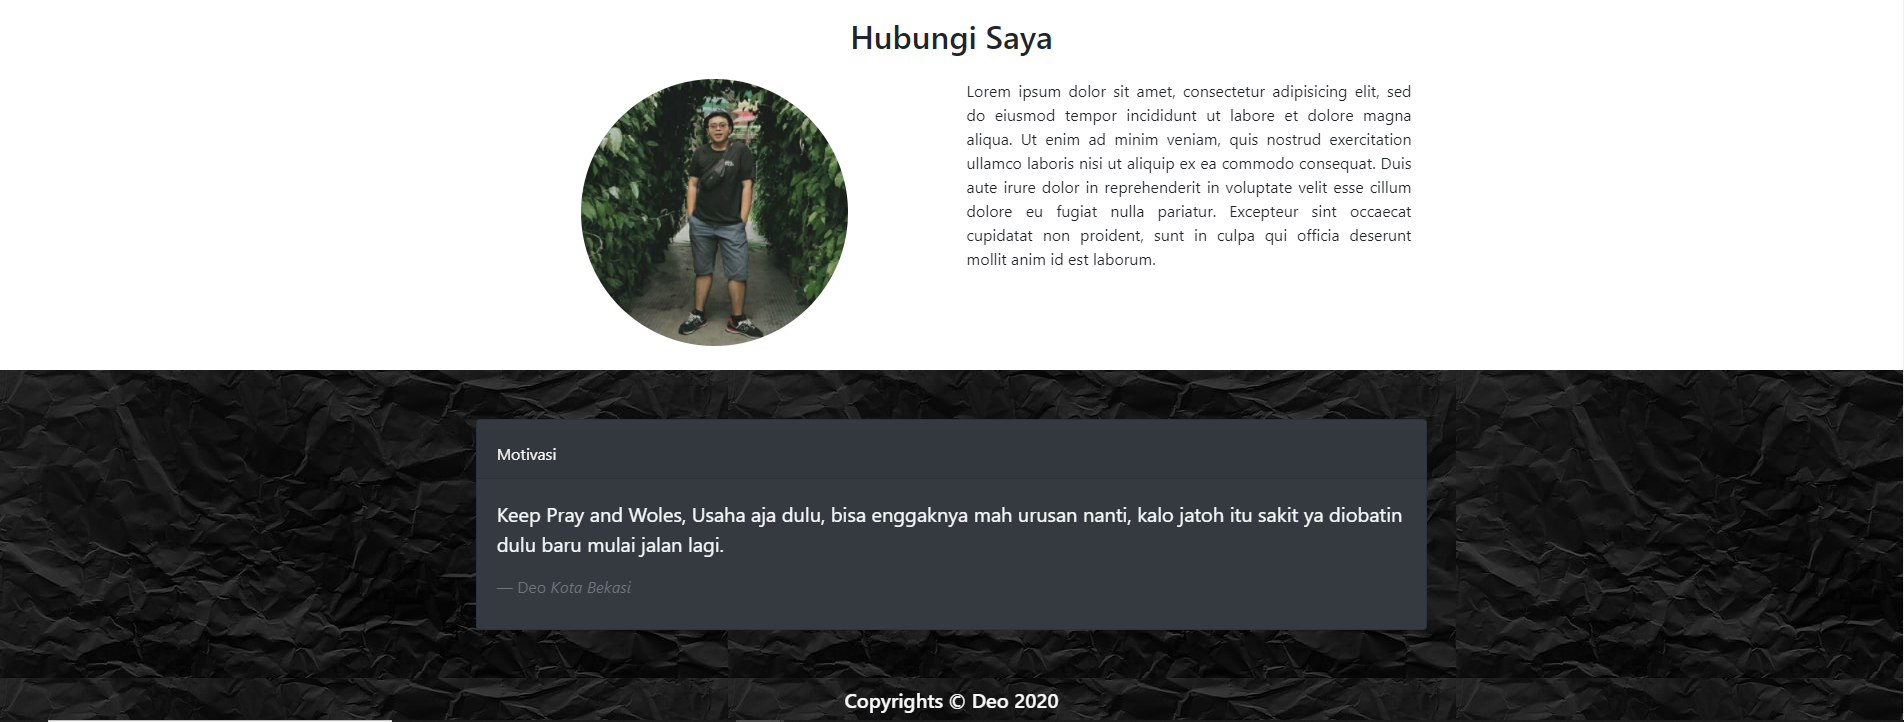 Hubungi Saya
Lorem ipsum dolor sit amet, consectetur adipisicing elit, sed
do eiusmod tempor incididunt ut labore et dolore magna
aliqua. Ut enim ad minim veniam, quis nostrud exercitation
ullamco laboris nisi ut aliquip ex ea commodo consequat. Duis
aute irure dolor in reprehenderit in voluptate velit esse cillum
dolore eu fugiat nulla pariatur. Excepteur sint occaecat
cupidatat non proident, sunt in culpa qui officia deserunt
mollit anim id est laborum.
Motivasi
Keep Pray and Woles, Usaha aja dulu, bisa enggaknya mah urusan nanti, kalo jatoh itu sakit ya diobatin
dulu baru mulai jalan lagi.
— Deo Kota Bekasi
Copyrights © Deo 2020